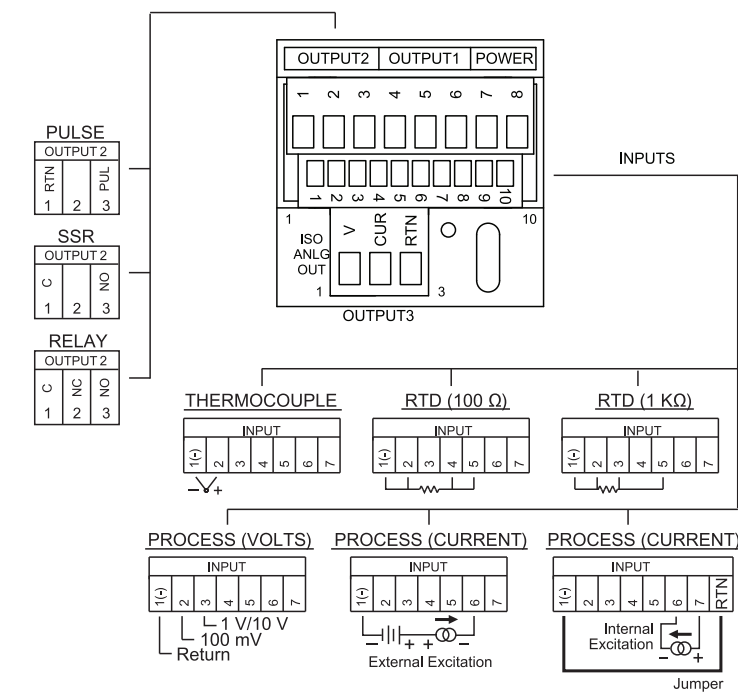 OUTPUT2 OUTPUT1 POWER
1 2 3 4 5 6 7 8
1 2 3 4 5 6 7 8 9 10
1 10
ISO
ANLG
OUT
V CUR RTN
1 3
OUTPUT3
INPUTS
PULSE
OUTPUT 2
RTN PUL
1 2 3
SSR
OUTPUT 2
C NO
1 2 3
RELAY
OUTPUT 2
C NC NO
1 2 3
THERMOCOUPLE
INPUT
1(-) 2 3 4 5 6 7
– +
RTD (100 Ω)
INPUT
1(-) 2 3 4 5 6 7
RTD (1 KΩ)
INPUT
1(-) 2 3 4 5 6 7
PROCESS (VOLTS)
INPUT
1(-) 2 3 4 5 6 7
1 V/10 V
100 mV
Return
PROCESS (CURRENT)
INPUT
1(-) 2 3 4 5 6 7
– + + –
External Excitation
PROCESS (CURRENT)
INPUT
1(-) 2 3 4 5 6 7 RTN
Internal
Excitation
– +
Jumper